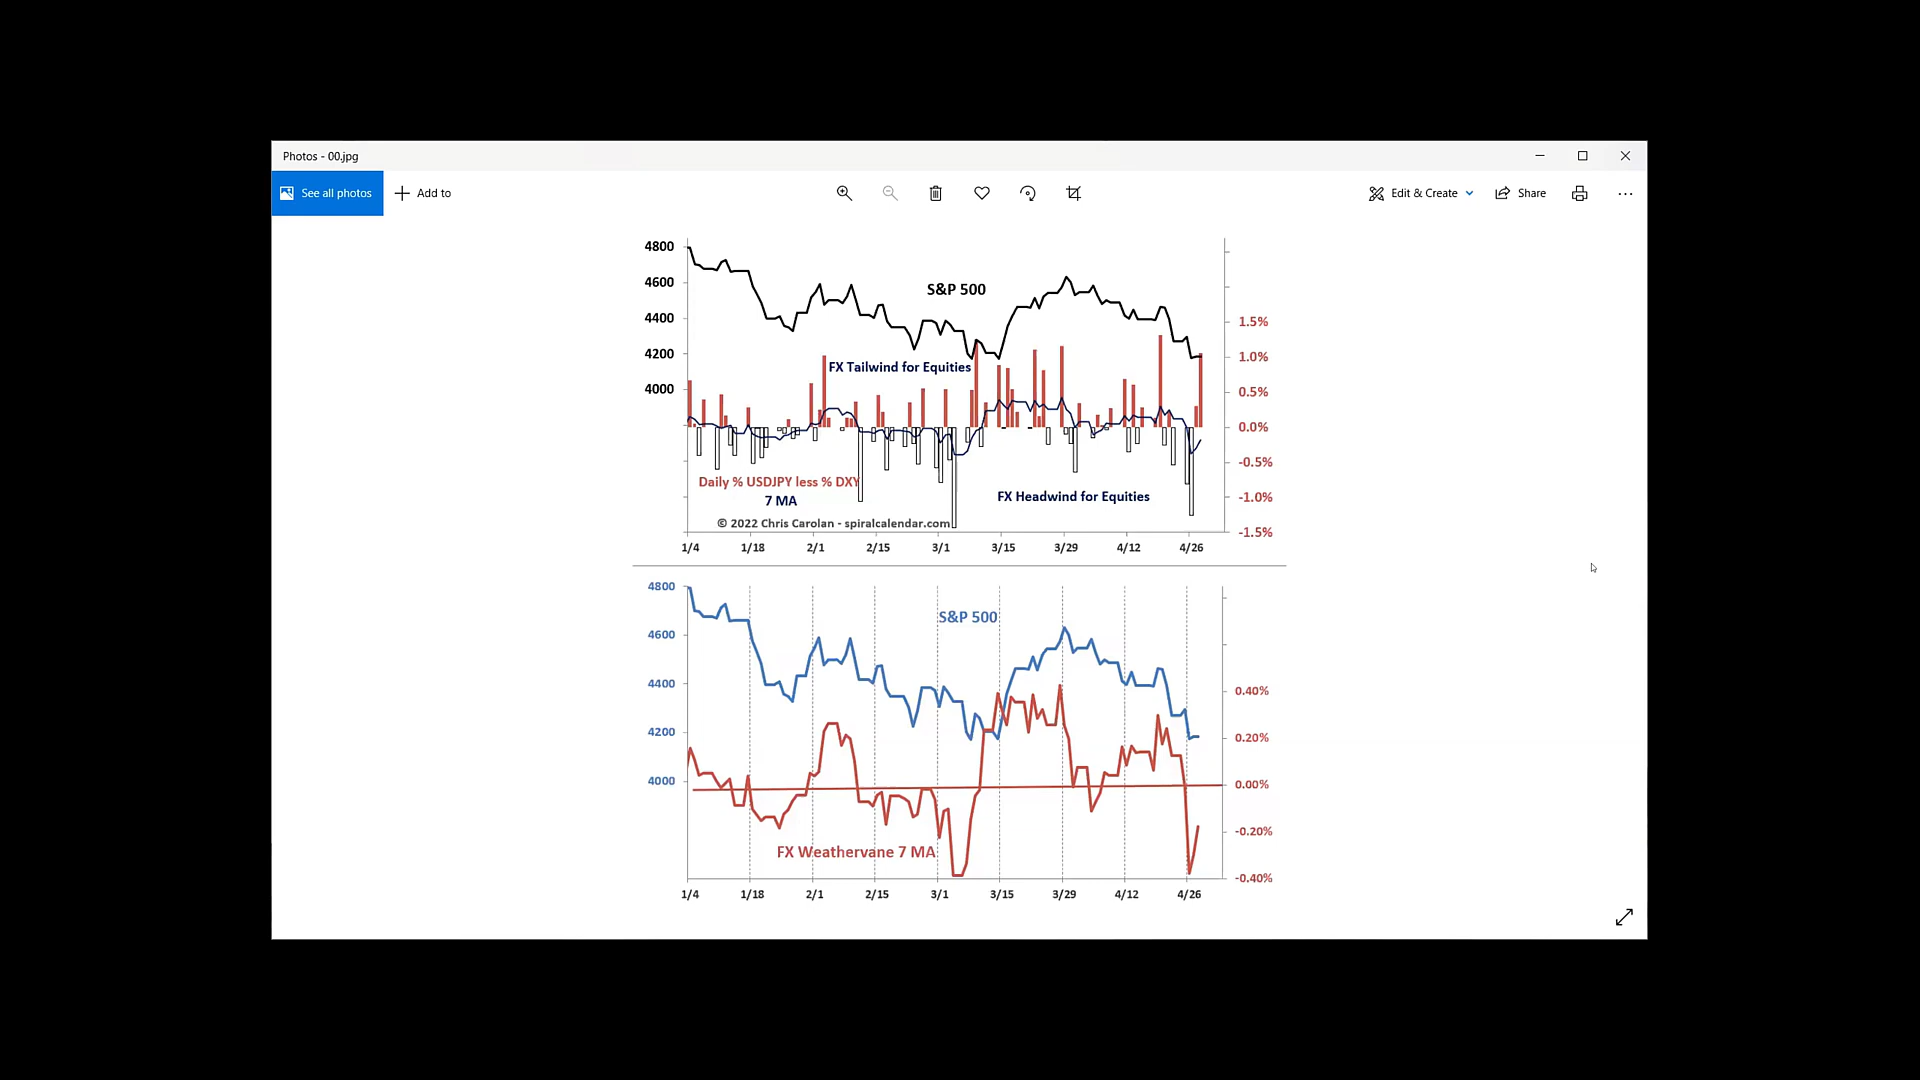 Photos - 00.jpg
See all photos
Add to
Edit & Create
Share
4800
4600
4400
4200
4000
S&P 500
FX Tailwind for Equities
1.5%
1.0%
0.5%
0.0%
-0.5%
-1.0%
-1.5%
Daily % USDJPY less % DXY
7 MA
FX Headwind for Equities
© 2022 Chris Carolan - spiralcalendar.com
1/4 1/18 2/1 2/15 3/1 3/15 3/29 4/12 4/26
4800
4600
4400
4200
4000
S&P 500
0.40%
0.20%
0.00%
-0.20%
-0.40%
FX Weathervane 7 MA
1/4 1/18 2/1 2/15 3/1 3/15 3/29 4/12 4/26